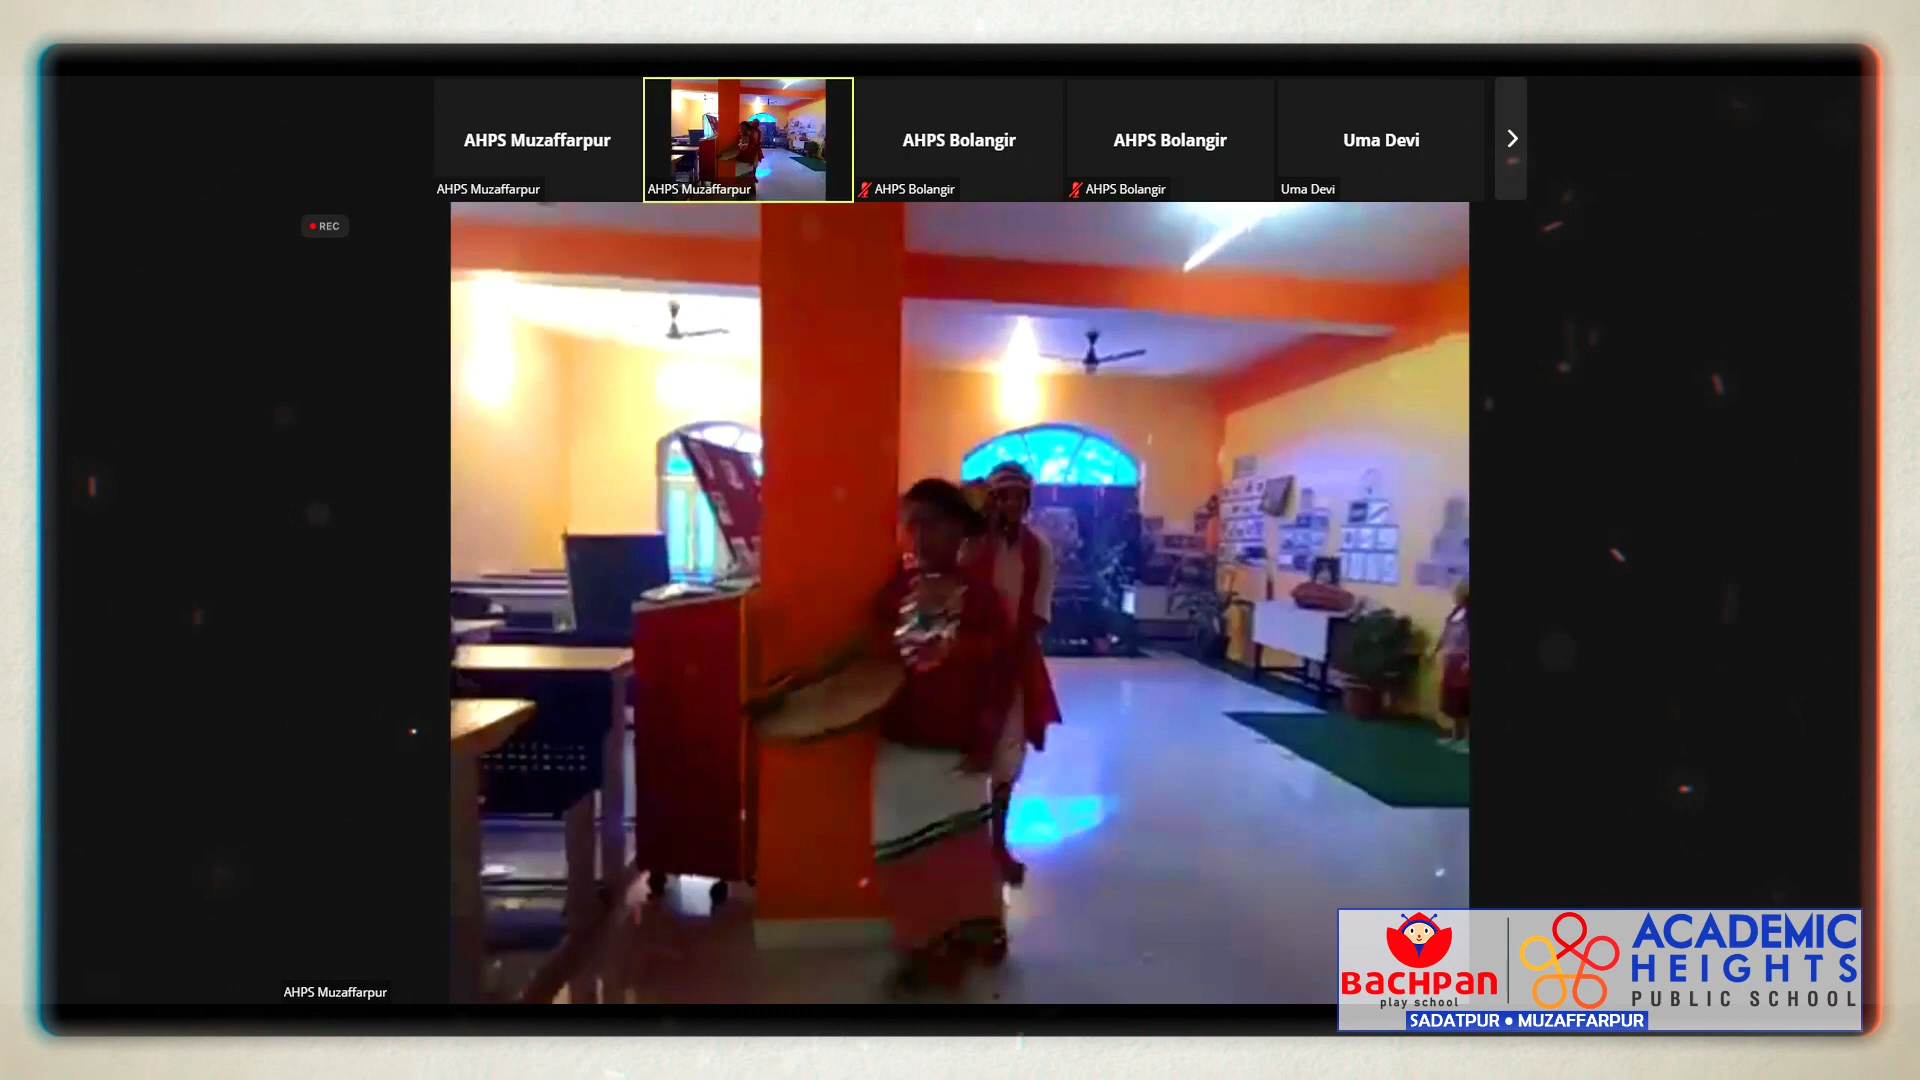 AHPS Muzaffarpur
AHPS Bolangir
AHPS Bolangir
Uma Devi
AHPS Muzaffarpur
AHPS Muzaffarpur
AHPS Bolangir
AHPS Bolangir
Uma Devi
REC
AHPS Muzaffarpur
BACHPan
play school
ACADEMIC
HEIGHTS
PUBLIC SCHOOL
SADATPUR • MUZAFFARPUR